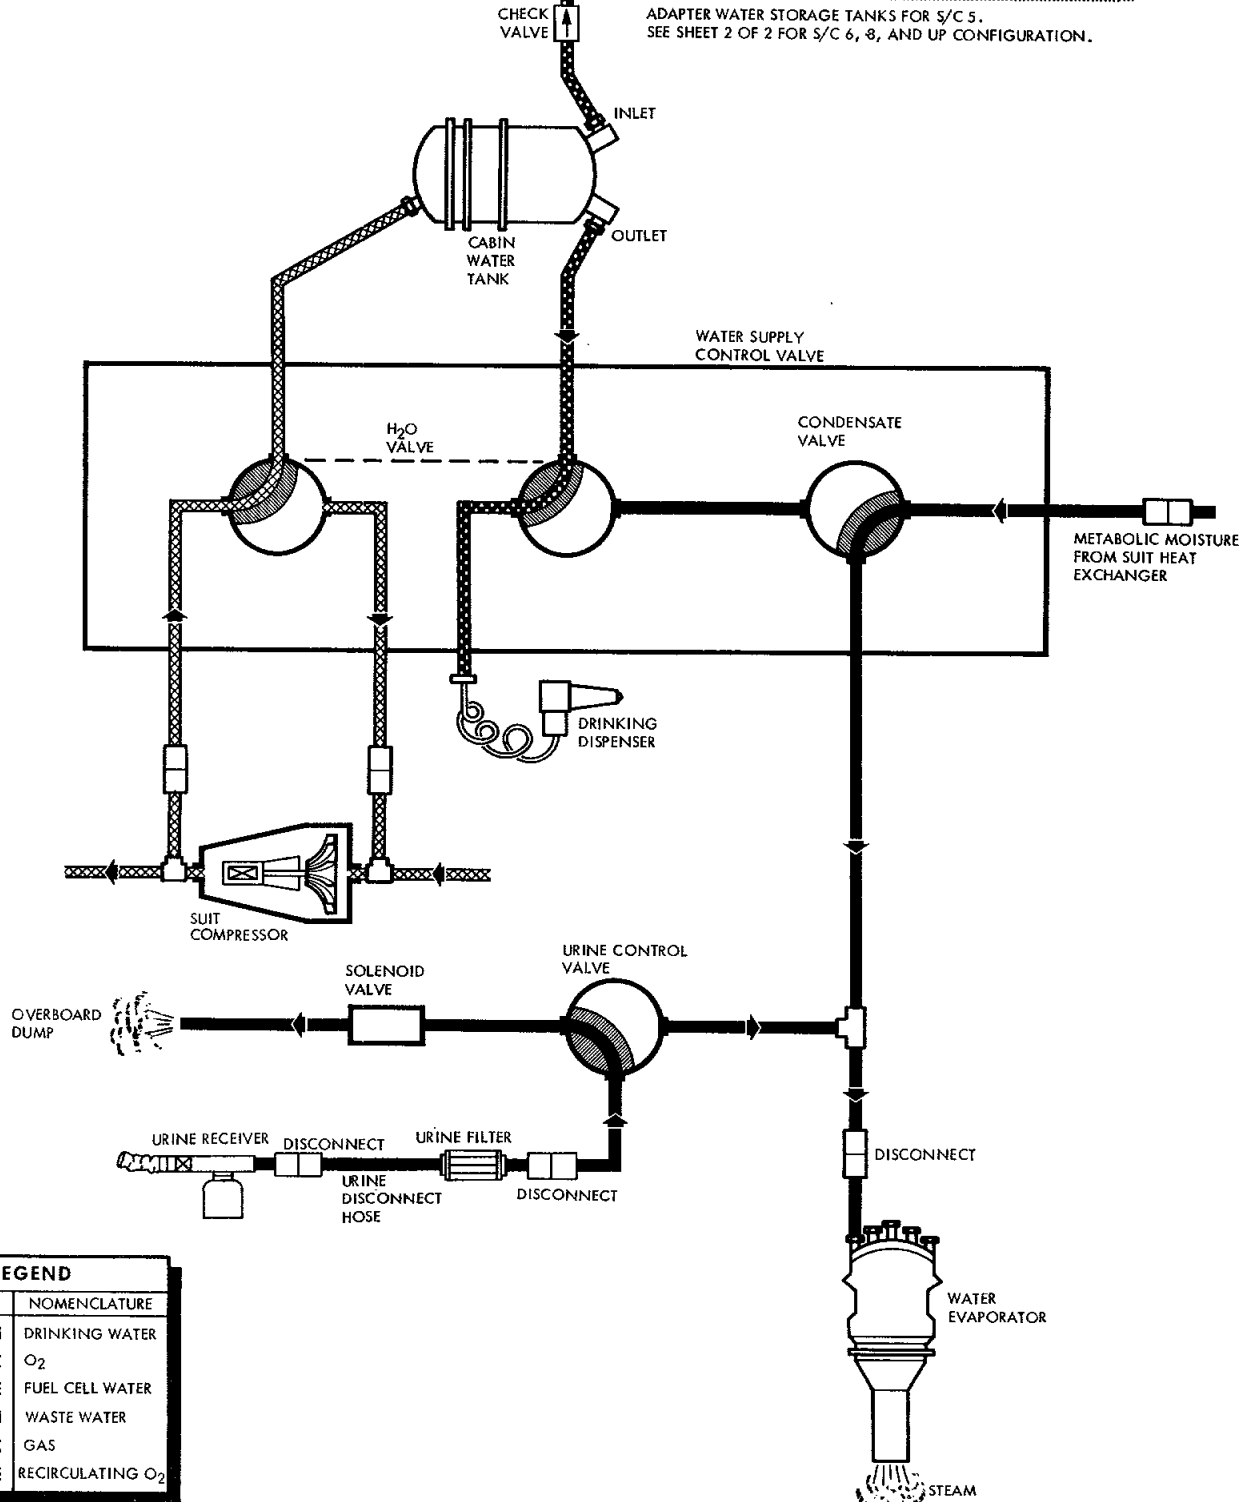 CHECK
VALVE
ADAPTER WATER STORAGE TANKS FOR S/C 5.
SEE SHEET 2 OF 2 FOR S/C 6, 8, AND UP CONFIGURATION.
INLET
OUTLET
CABIN
WATER
TANK
WATER SUPPLY
CONTROL VALVE
H2O
VALVE
CONDENSATE
VALVE
METABOLIC MOISTURE
FROM SUIT HEAT
EXCHANGER
DRINKING
DISPENSER
SUIT
COMPRESSOR
URINE CONTROL
VALVE
SOLENOID
VALVE
OVERBOARD
DUMP
URINE RECEIVER
DISCONNECT
URINE FILTER
URINE
DISCONNECT
HOSE
DISCONNECT
DISCONNECT
WATER
EVAPORATOR
STEAM
EGEND
NOMENCLATURE
DRINKING WATER
O2
FUEL CELL WATER
WASTE WATER
GAS
RECIRCULATING O2